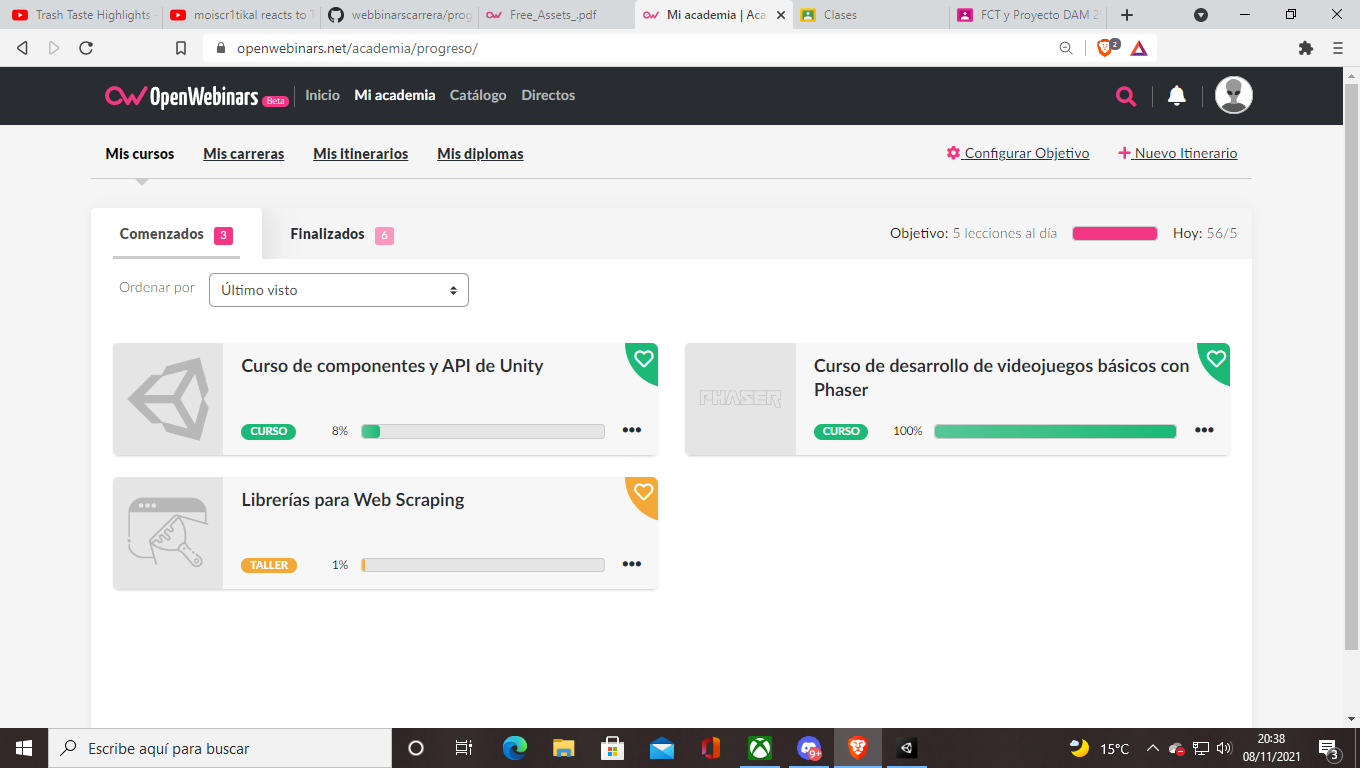 Trash Taste Highlights
moiscr1tikal reacts to T
webbinarscarrera/prog
Free_Assets_.pdf
Mi academia | Aca
Clases
FCT y Proyecto DAM 2
openwebinars.net/academia/progreso/
2
OpenWebinars Beta
Inicio Mi academia Catálogo Directos
Mis cursos Mis carreras Mis itinerarios Mis diplomas
Configurar Objetivo + Nuevo Itinerario
Comenzados 3 Finalizados 6
Objetivo: 5 lecciones al día Hoy: 56/5
Ordenar por Último visto
Curso de componentes y API de Unity
CURSO 8%
PHASER
Curso de desarrollo de videojuegos básicos con
Phaser
CURSO 100%
Librerías para Web Scraping
TALLER 1%
Escribe aquí para buscar
9+
15°C
20:38
08/11/2021
3